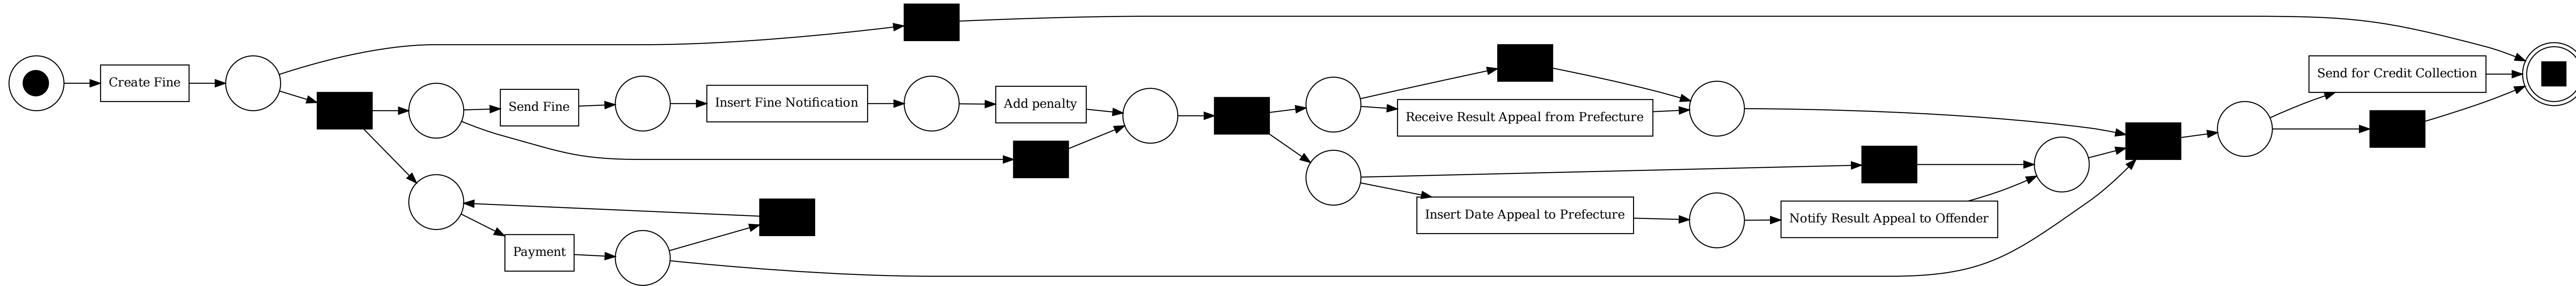 Create Fine
Send Fine
Insert Fine Notification
Add penalty
Payment
Receive Result Appeal from Prefecture
Insert Date Appeal to Prefecture
Notify Result Appeal to Offender
Send for Credit Collection